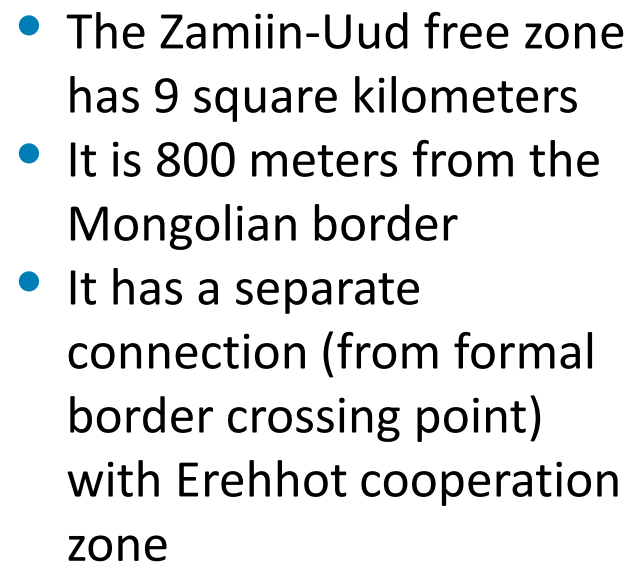 • The Zamiin-Uud free zone
has 9 square kilometers
• It is 800 meters from the
Mongolian border
• It has a separate
connection (from formal
border crossing point)
with Erehhot cooperation
zone